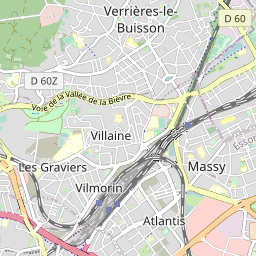 Verrières-le-
Buisson
D 60
D 60Z
Voie de la Vallée de la Bièvre
Villaine
Les Graviers
Massy
Vilmorin
Atlantis